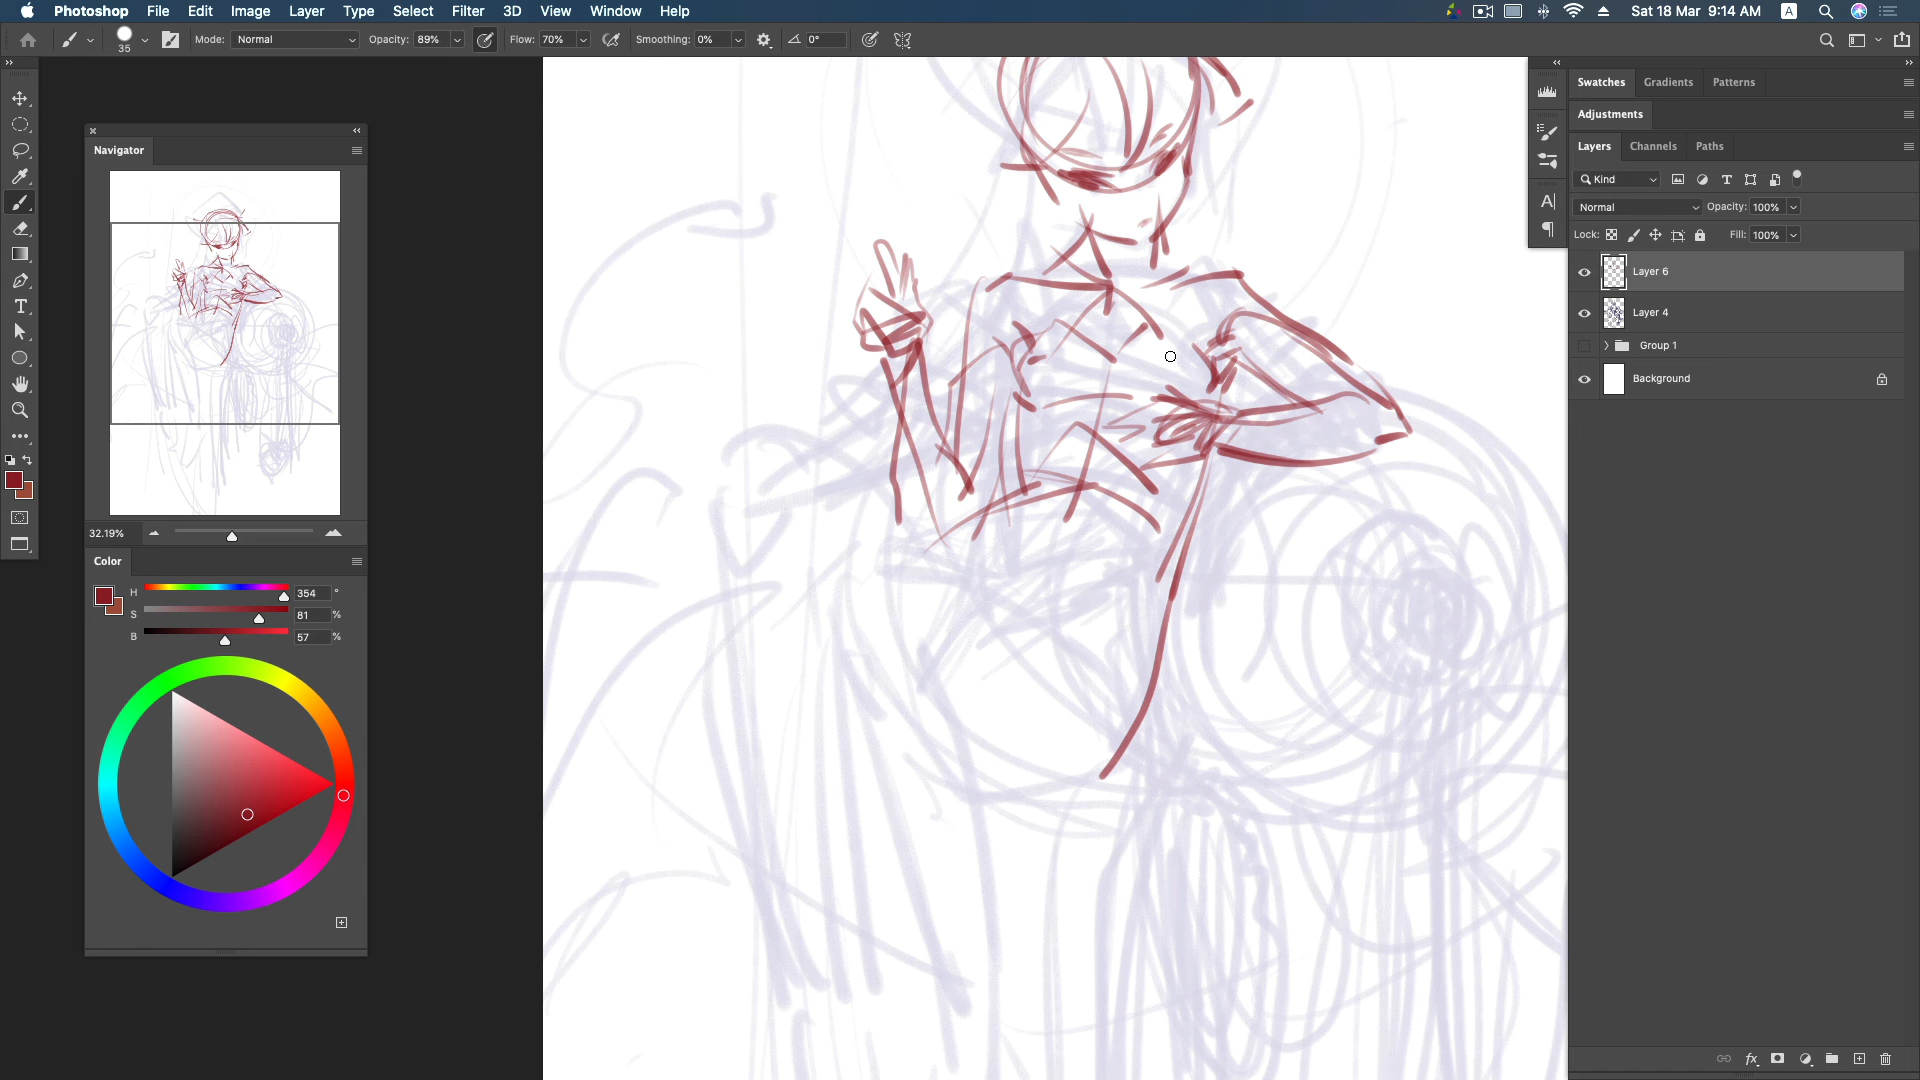 Photoshop File Edit Image Layer Type Select Filter 3D View Window Help Sat 18 Mar 9:14 AM A
35 Mode: Normal Opacity: 89% Flow: 70% Smoothing: 0% 0°
Navigator
32.19%
Color
H 354 °
S 81 %
B 57 %
Swatches Gradients Patterns
Adjustments
Layers Channels Paths
Kind
Normal Opacity: 100%
Lock: Fill: 100%
Layer 6
Layer 4
Group 1
Background